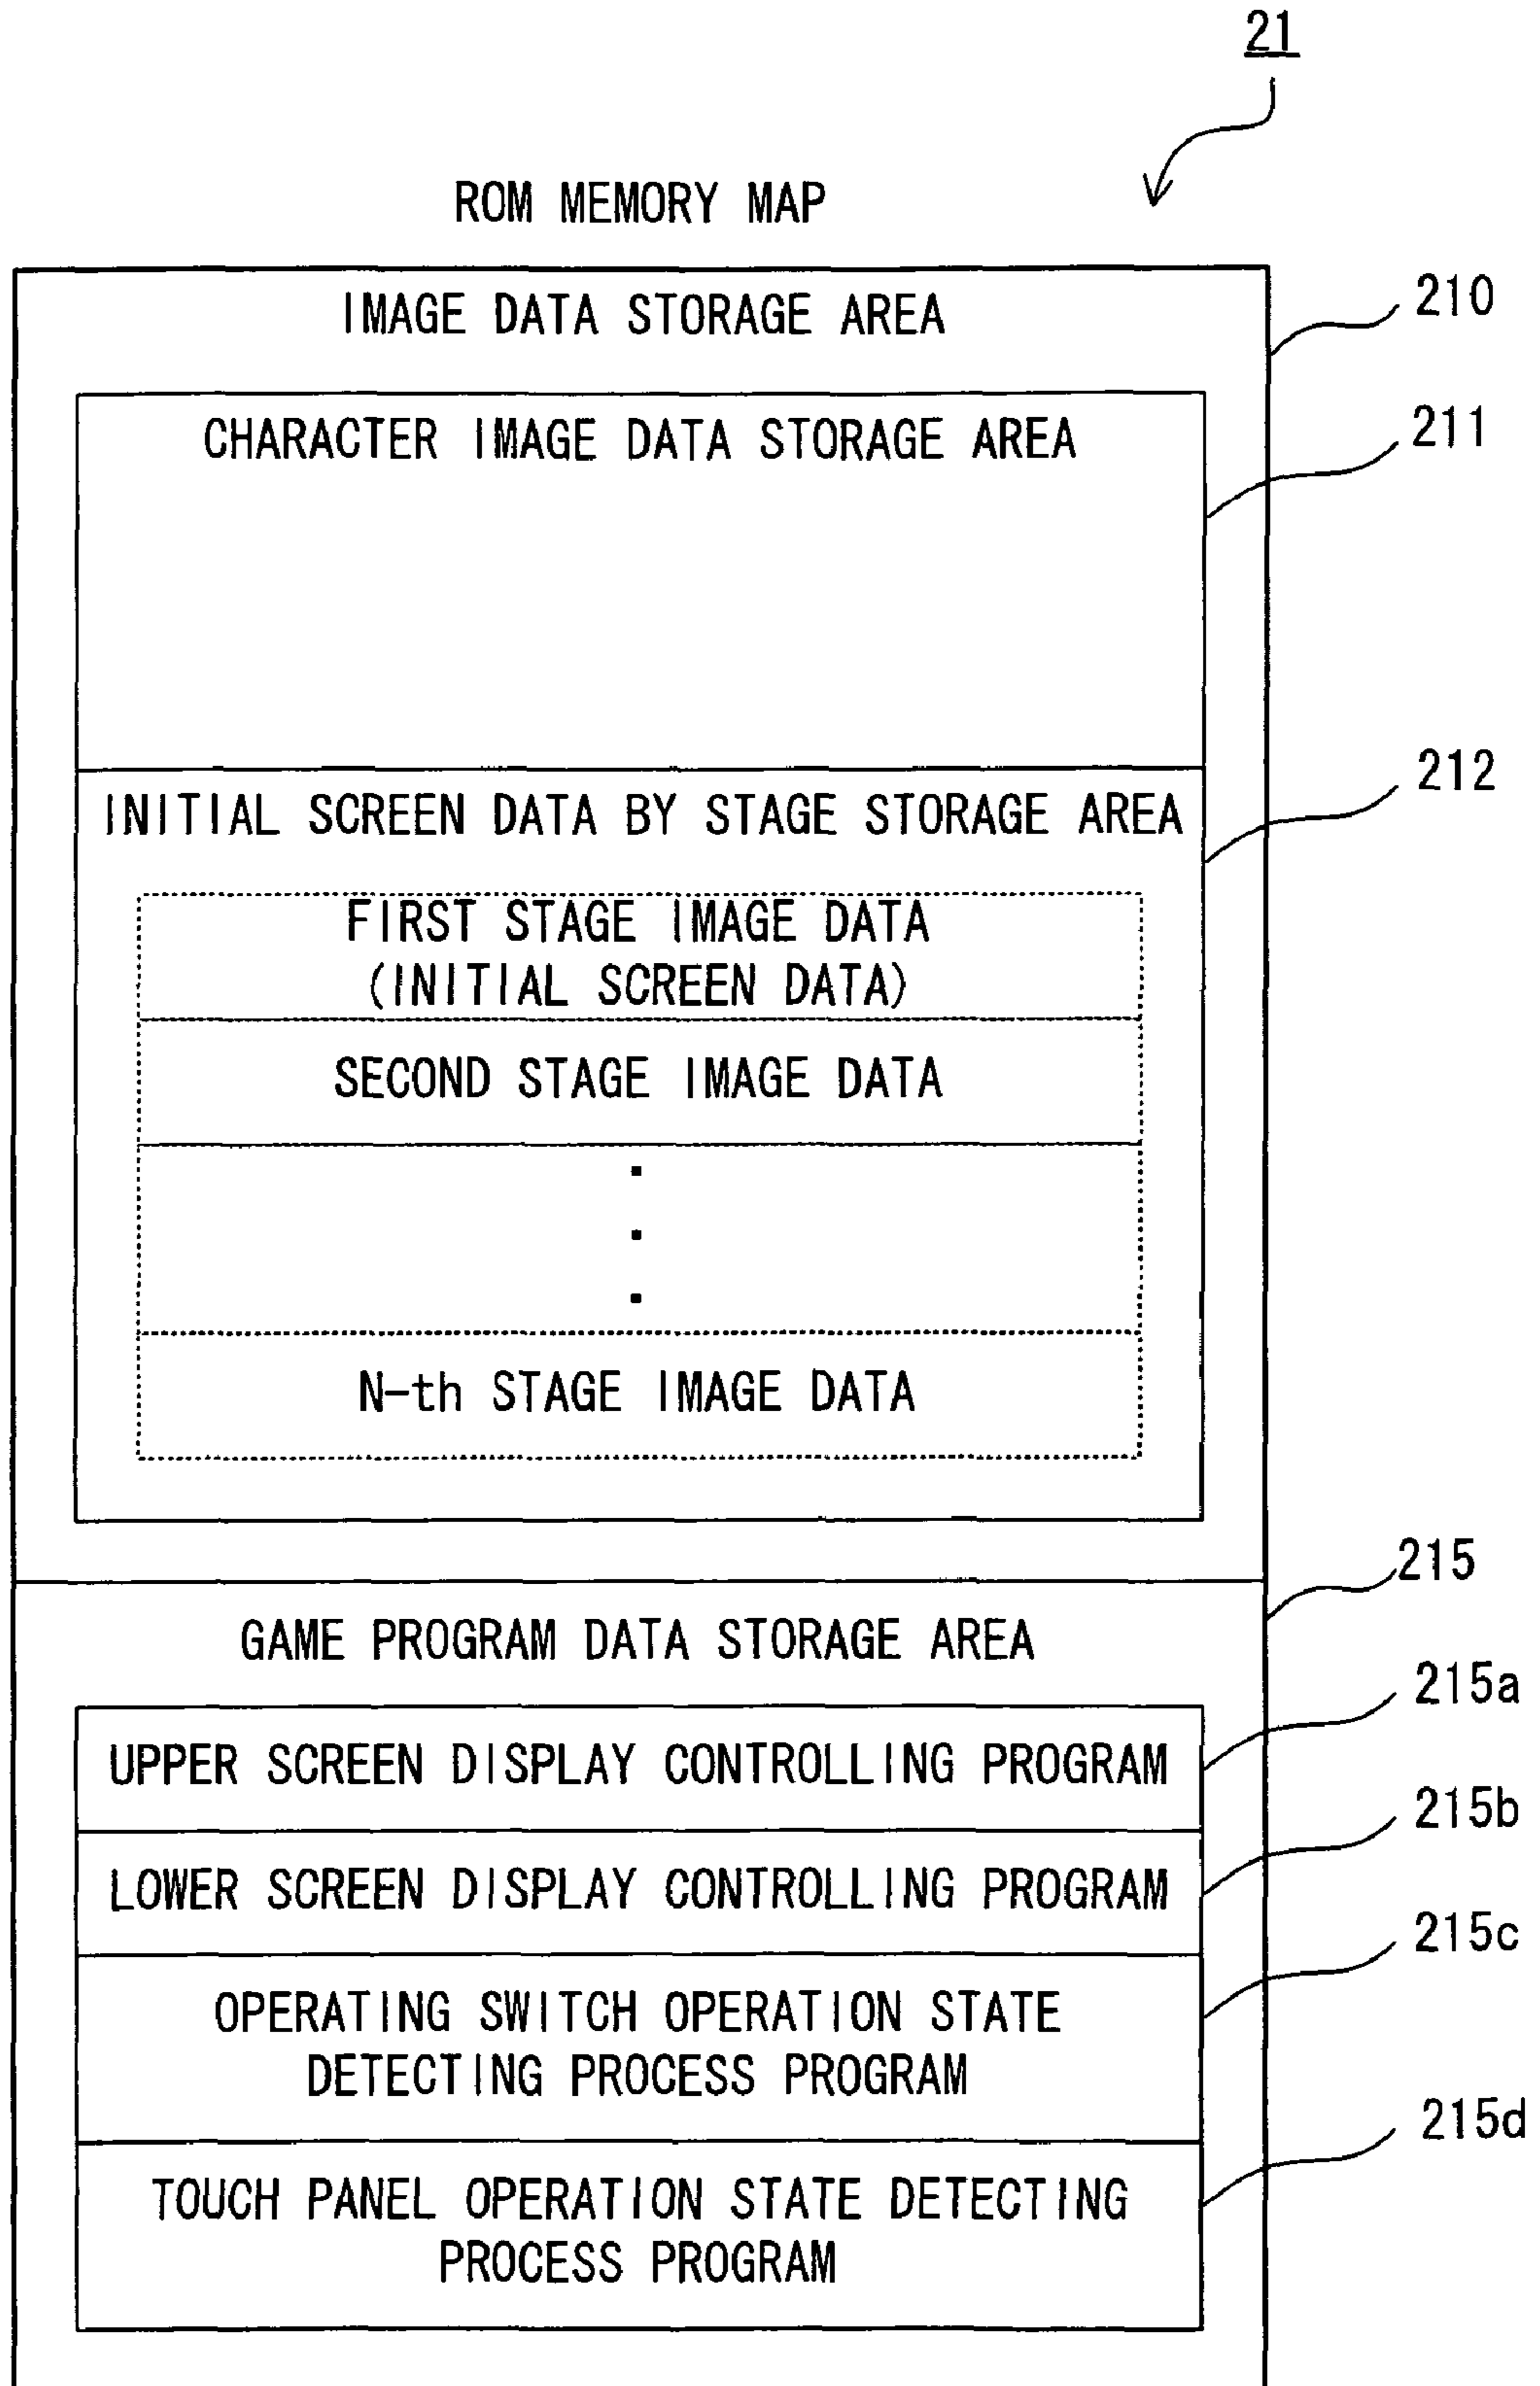 21
ROM MEMORY MAP
IMAGE DATA STORAGE AREA
210
CHARACTER IMAGE DATA STORAGE AREA
211
INITIAL SCREEN DATA BY STAGE STORAGE AREA
212
FIRST STAGE IMAGE DATA
(INITIAL SCREEN DATA)
SECOND STAGE IMAGE DATA
.
.
.
N-th STAGE IMAGE DATA
215
GAME PROGRAM DATA STORAGE AREA
215a
UPPER SCREEN DISPLAY CONTROLLING PROGRAM
215b
LOWER SCREEN DISPLAY CONTROLLING PROGRAM
215c
OPERATING SWITCH OPERATION STATE
DETECTING PROCESS PROGRAM
215d
TOUCH PANEL OPERATION STATE DETECTING
PROCESS PROGRAM